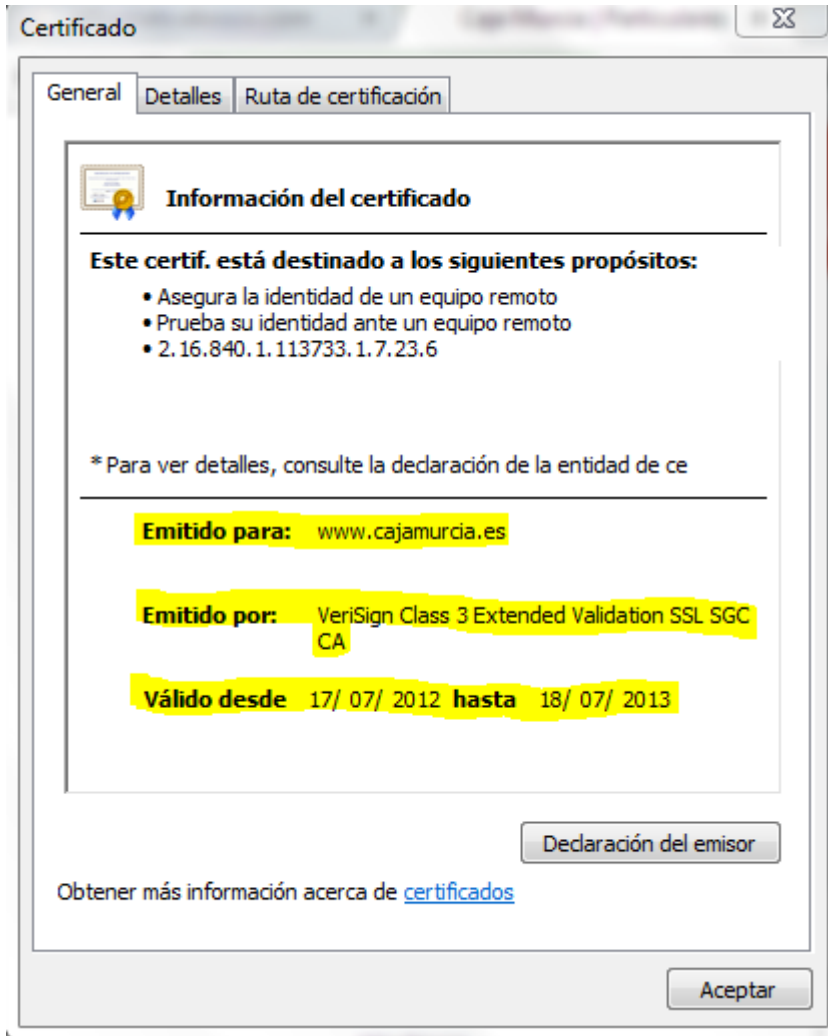 Certificado
General Detalles Ruta de certificación
Información del certificado
Este certif. está destinado a los siguientes propósitos:
• Asegura la identidad de un equipo remoto
• Prueba su identidad ante un equipo remoto
• 2.16.840.1.113733.1.7.23.6
* Para ver detalles, consulte la declaración de la entidad de ce
Emitido para: www.cajamurcia.es
Emitido por: VeriSign Class 3 Extended Validation SSL SGC
CA
Válido desde 17/ 07/ 2012 hasta 18/ 07/ 2013
Declaración del emisor
Obtener más información acerca de certificados
Aceptar